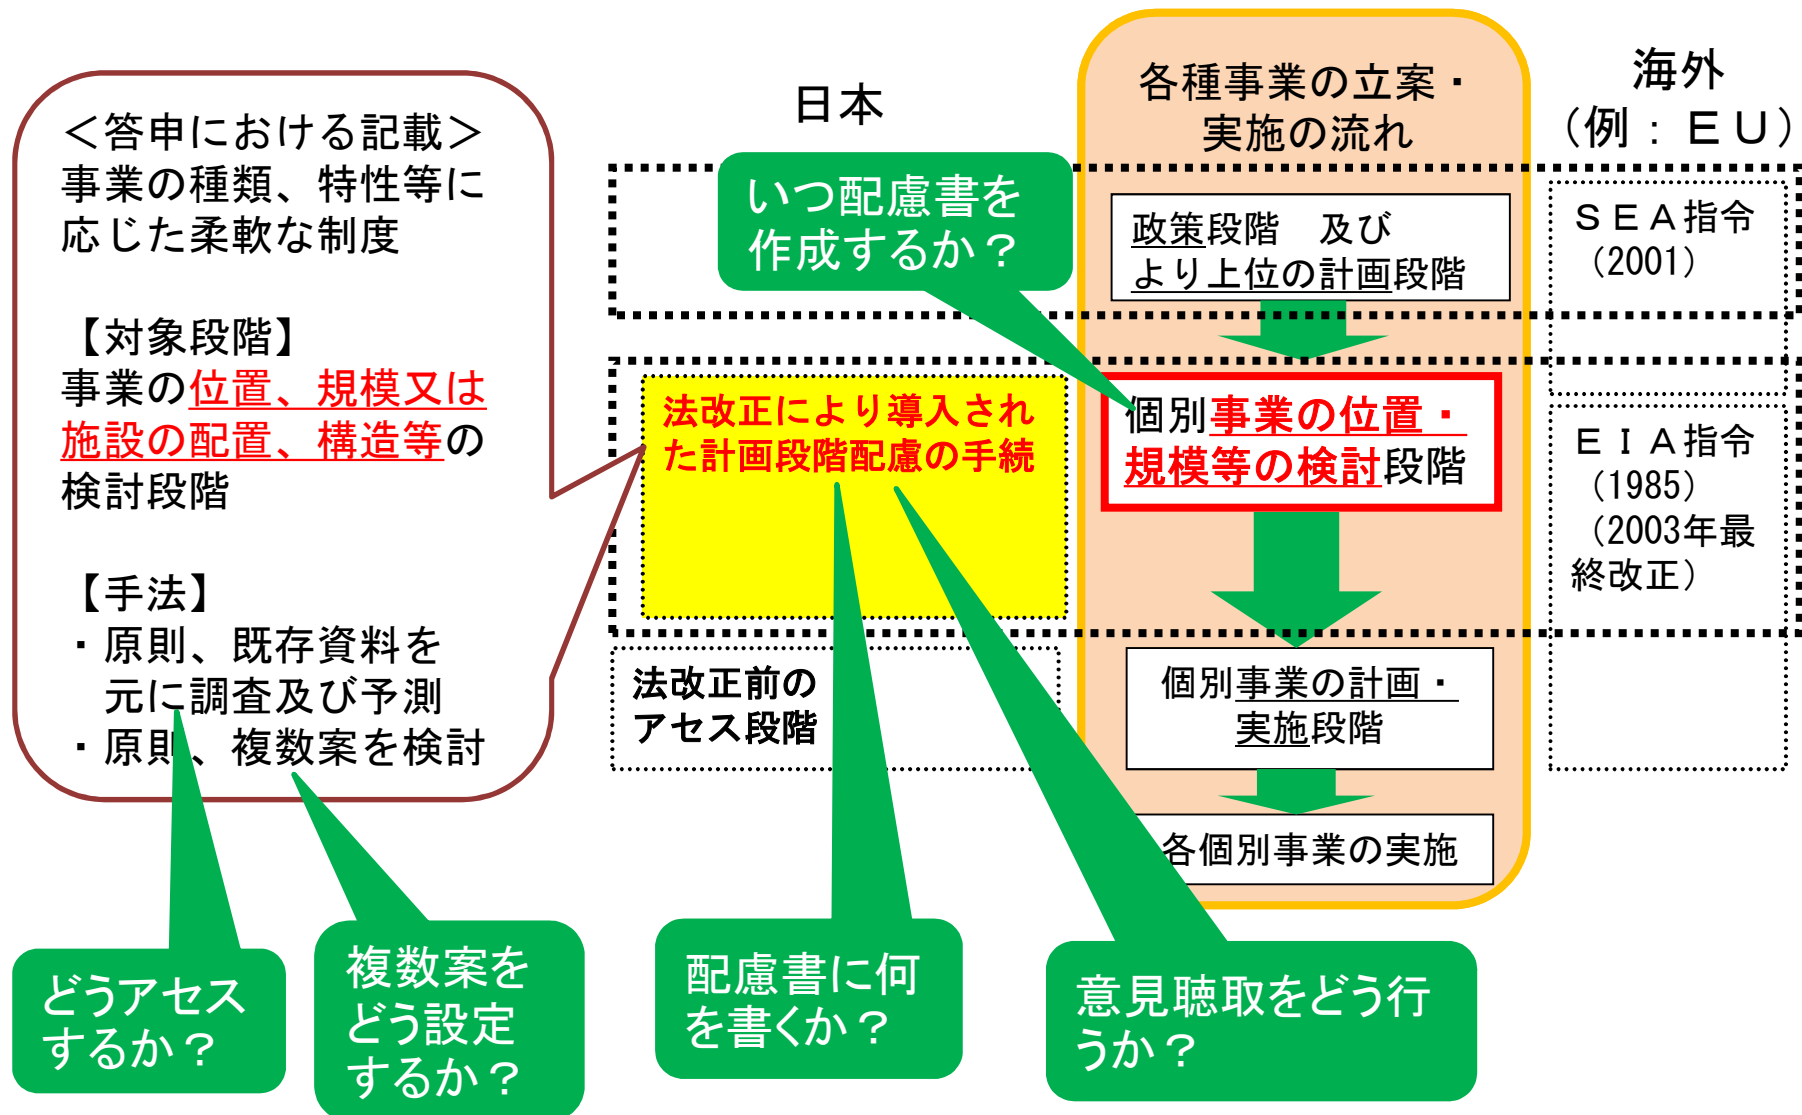 ＜答申における記載＞
事業の種類、特性等に
応じた柔軟な制度
【対象段階】
事業の位置、規模又は
施設の配置、構造等の
検討段階
【手法】
・原則、既存資料を
元に調査及び予測
・原則、複数案を検討
どうアセス
するか？
複数案を
どう設定
するか？
日本
いつ配慮書を
作成するか？
法改正により導入され
た計画段階配慮の手続
法改正前の
アセス段階
配慮書に何
を書くか？
意見聴取をどう行
うか？
各種事業の立案・
実施の流れ
政策段階　及び
より上位の計画段階
個別事業の位置・
規模等の検討段階
個別事業の計画・
実施段階
各個別事業の実施
海外
（例：ＥＵ）
ＳＥＡ指令
（2001）
ＥＩＡ指令
（1985）
（2003年最
終改正）